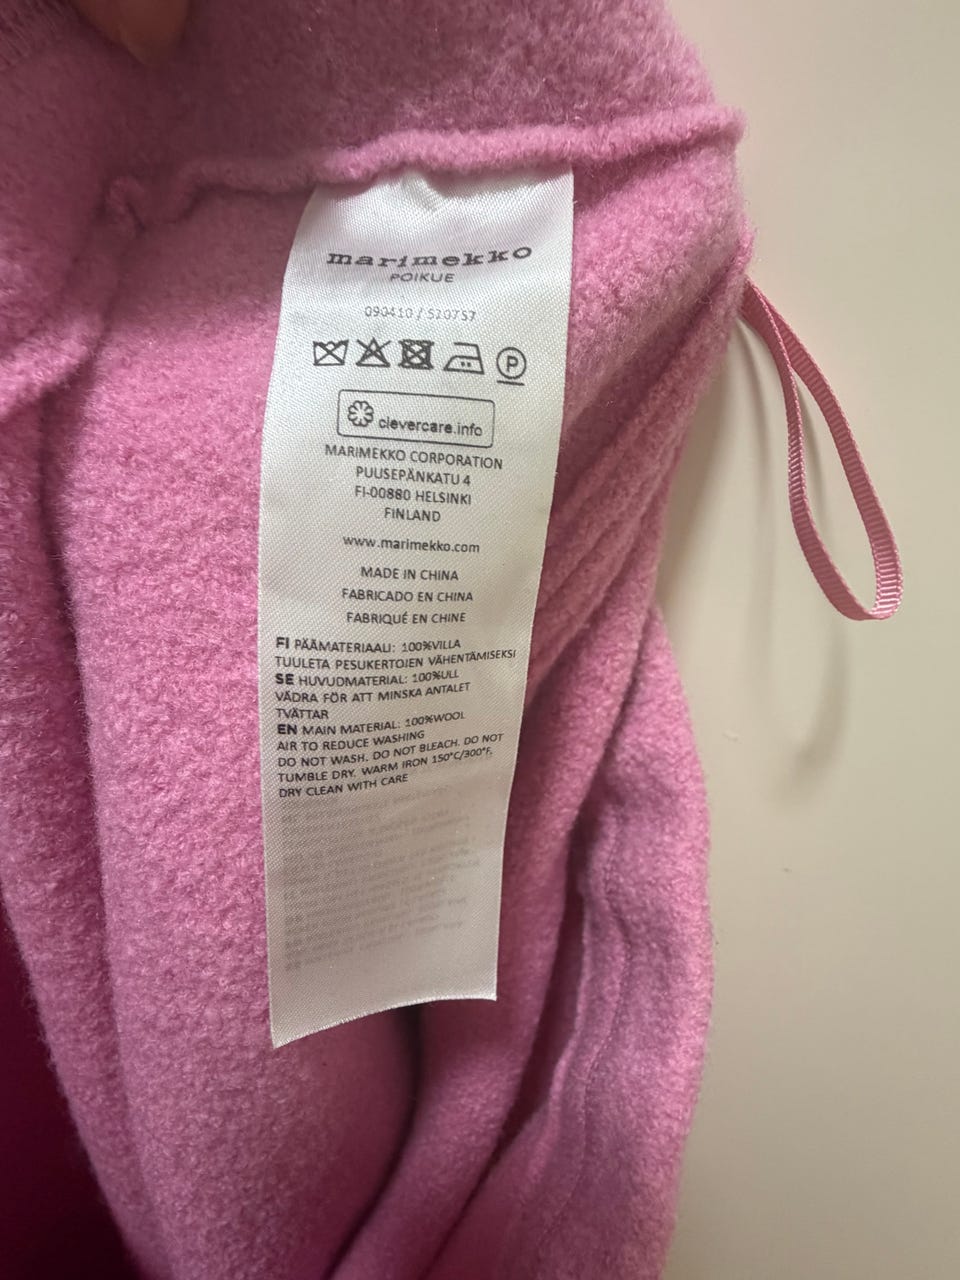 marimekko
POIKUE
090410 / 520757
P
clevercare.info
MARIMEKKO CORPORATION
PUUSEPÄNKATU 4
FI-00880 HELSINKI
FINLAND
www.marimekko.com
MADE IN CHINA
FABRICADO EN CHINA
FABRIQUÉ EN CHINE
FI PÄÄMATERIAALI: 100%VILLA
TUULETA PESUKERTOJEN VÄHENTÄMISEKSI
SE HUVUDMATERIAL: 100%ULL
VÄDRA FÖR ATT MINSKA ANTALET
TVÄTTAR
EN MAIN MATERIAL: 100%WOOL
AIR TO REDUCE WASHING
DO NOT WASH. DO NOT BLEACH. DO NOT
TUMBLE DRY. WARM IRON 150°C/300°F.
DRY CLEAN WITH CARE